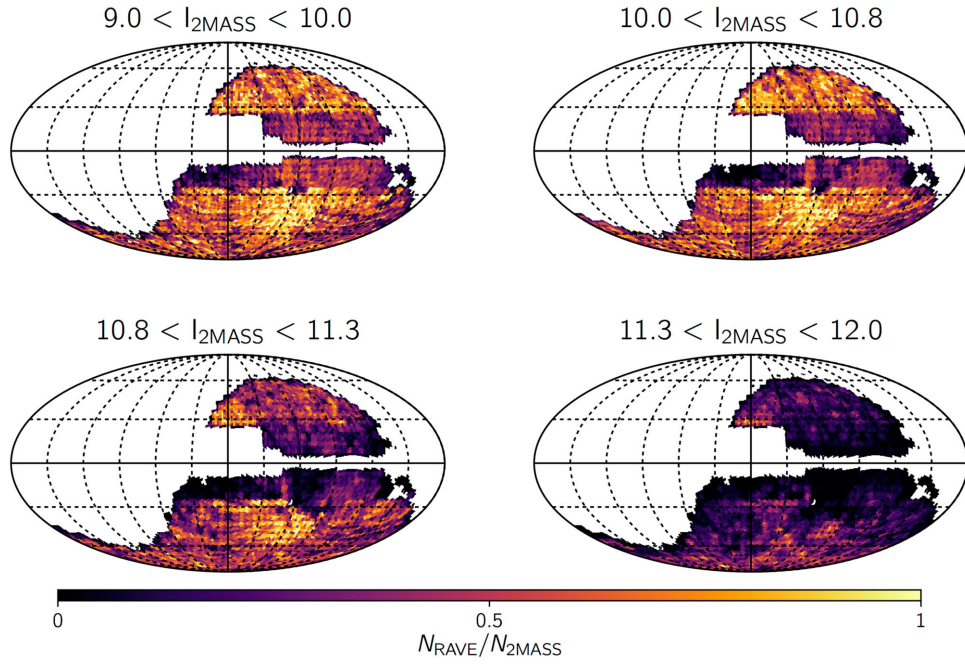 9.0 < I2MASS < 10.0
10.0 < I2MASS < 10.8
10.8 < I2MASS < 11.3
11.3 < I2MASS < 12.0
0 0.5 1
NRAVE/N2MASS